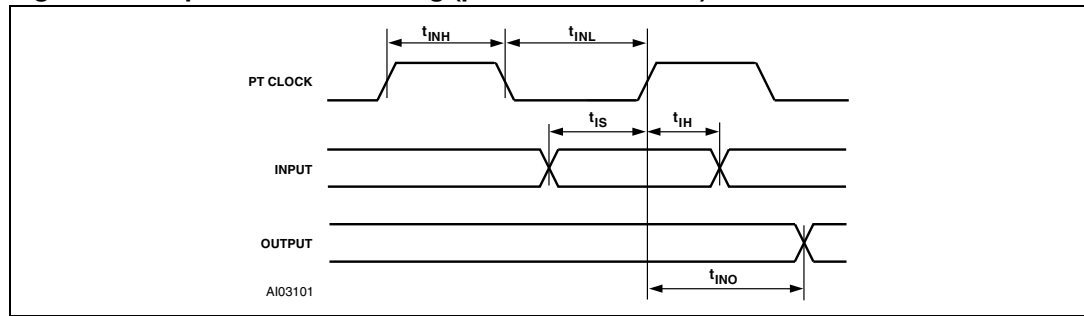 tINH
tINL
PT CLOCK
tIS
tIH
INPUT
OUTPUT
tINO
AI03101